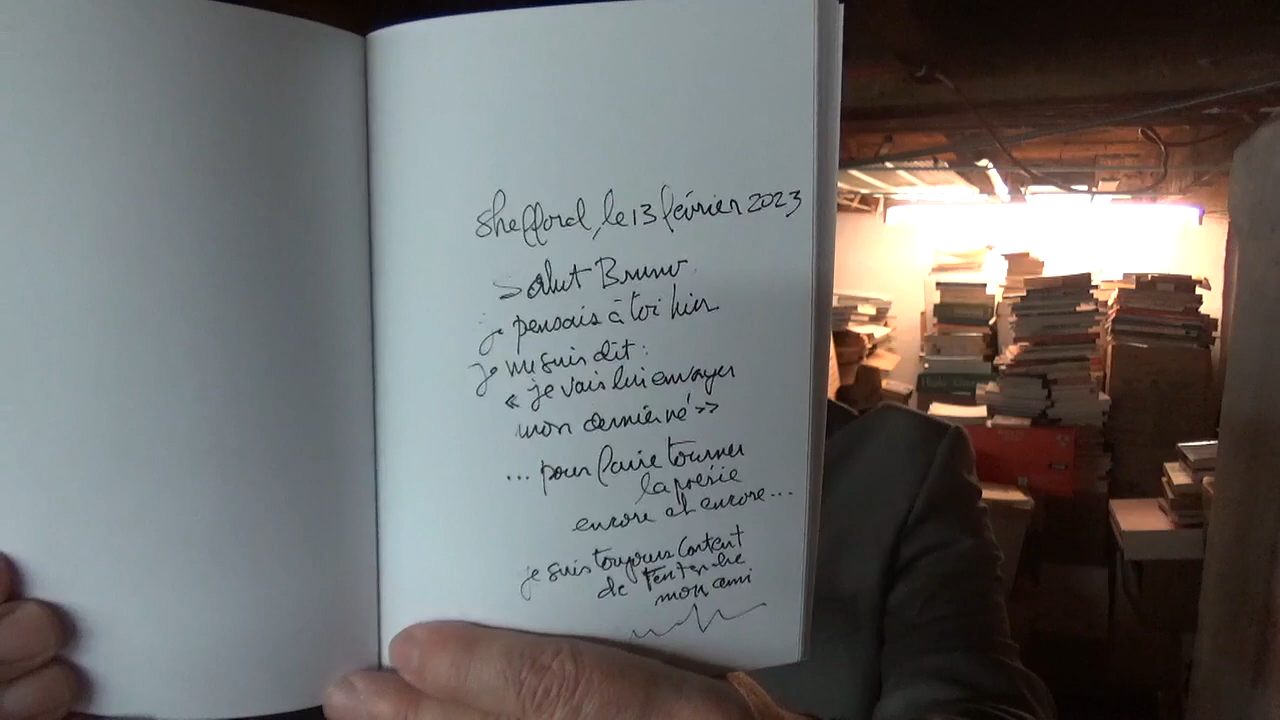 Shefford, le 13 février 2023
Salut Bruno
je pensais à toi hier
je me suis dit :
« je vais lui envoyer
mon dernier né »
... pour faire tourner
la poésie
encore et encore...
je suis toujours content
de t'entendre
mon ami